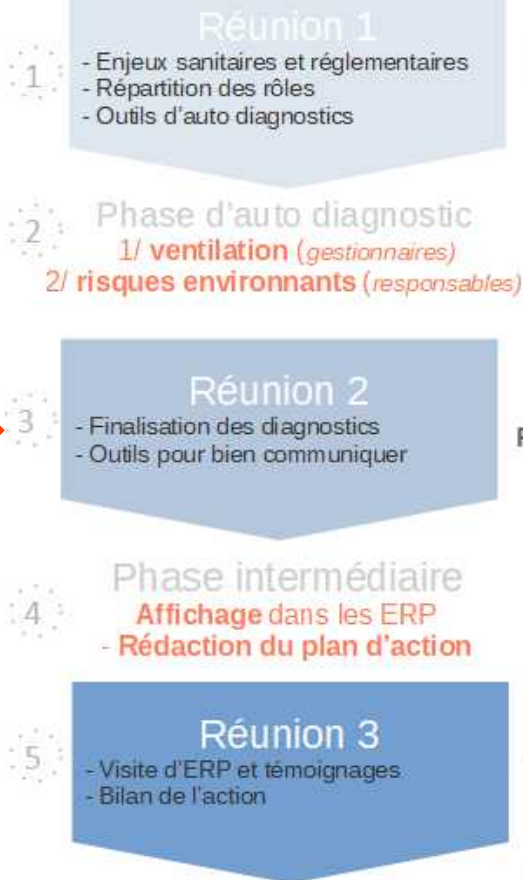 Réunion 1
1
- Enjeux sanitaires et réglementaires
- Répartition des rôles
- Outils d'auto diagnostics
2
Phase d'auto diagnostic
1/ ventilation (gestionnaires)
2/ risques environnants (responsables)
3
Réunion 2
- Finalisation des diagnostics
- Outils pour bien communiquer
4
Phase intermédiaire
Affichage dans les ERP
- Rédaction du plan d'action
5
Réunion 3
- Visite d'ERP et témoignages
- Bilan de l'action